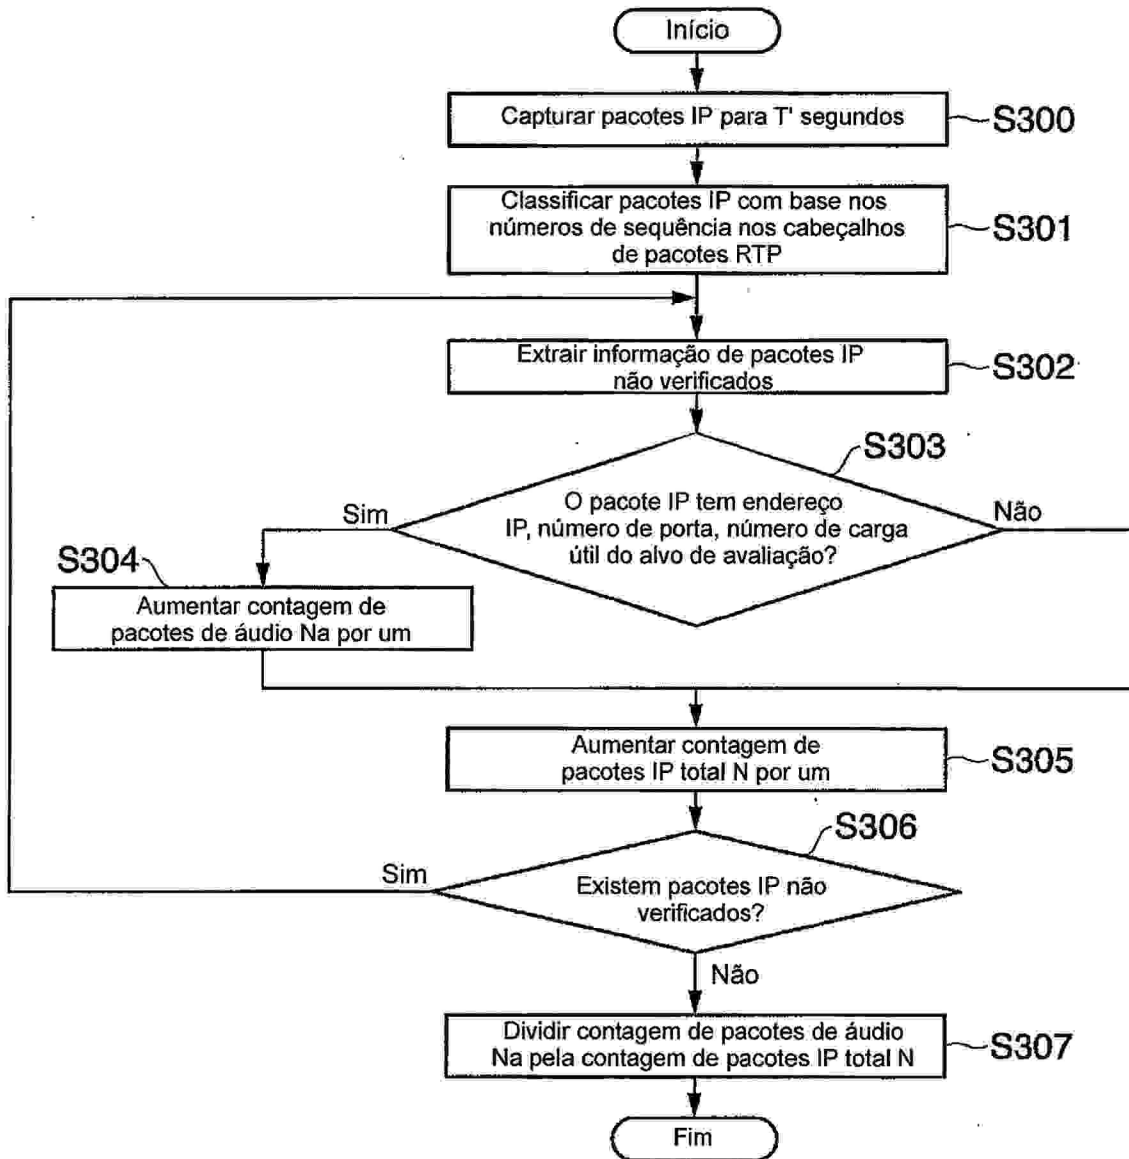 Início
Capturar pacotes IP para T' segundos
S300
Classificar pacotes IP com base nos
números de sequência nos cabeçalhos
de pacotes RTP
S301
Extrair informação de pacotes IP
não verificados
S302
S303
O pacote IP tem endereço
IP, número de porta, número de carga
útil do alvo de avaliação?
Sim
Não
S304
Aumentar contagem de
pacotes de áudio Na por um
Aumentar contagem de
pacotes IP total N por um
S305
S306
Existem pacotes IP não
verificados?
Sim
Não
Dividir contagem de pacotes de áudio
Na pela contagem de pacotes IP total N
S307
Fim